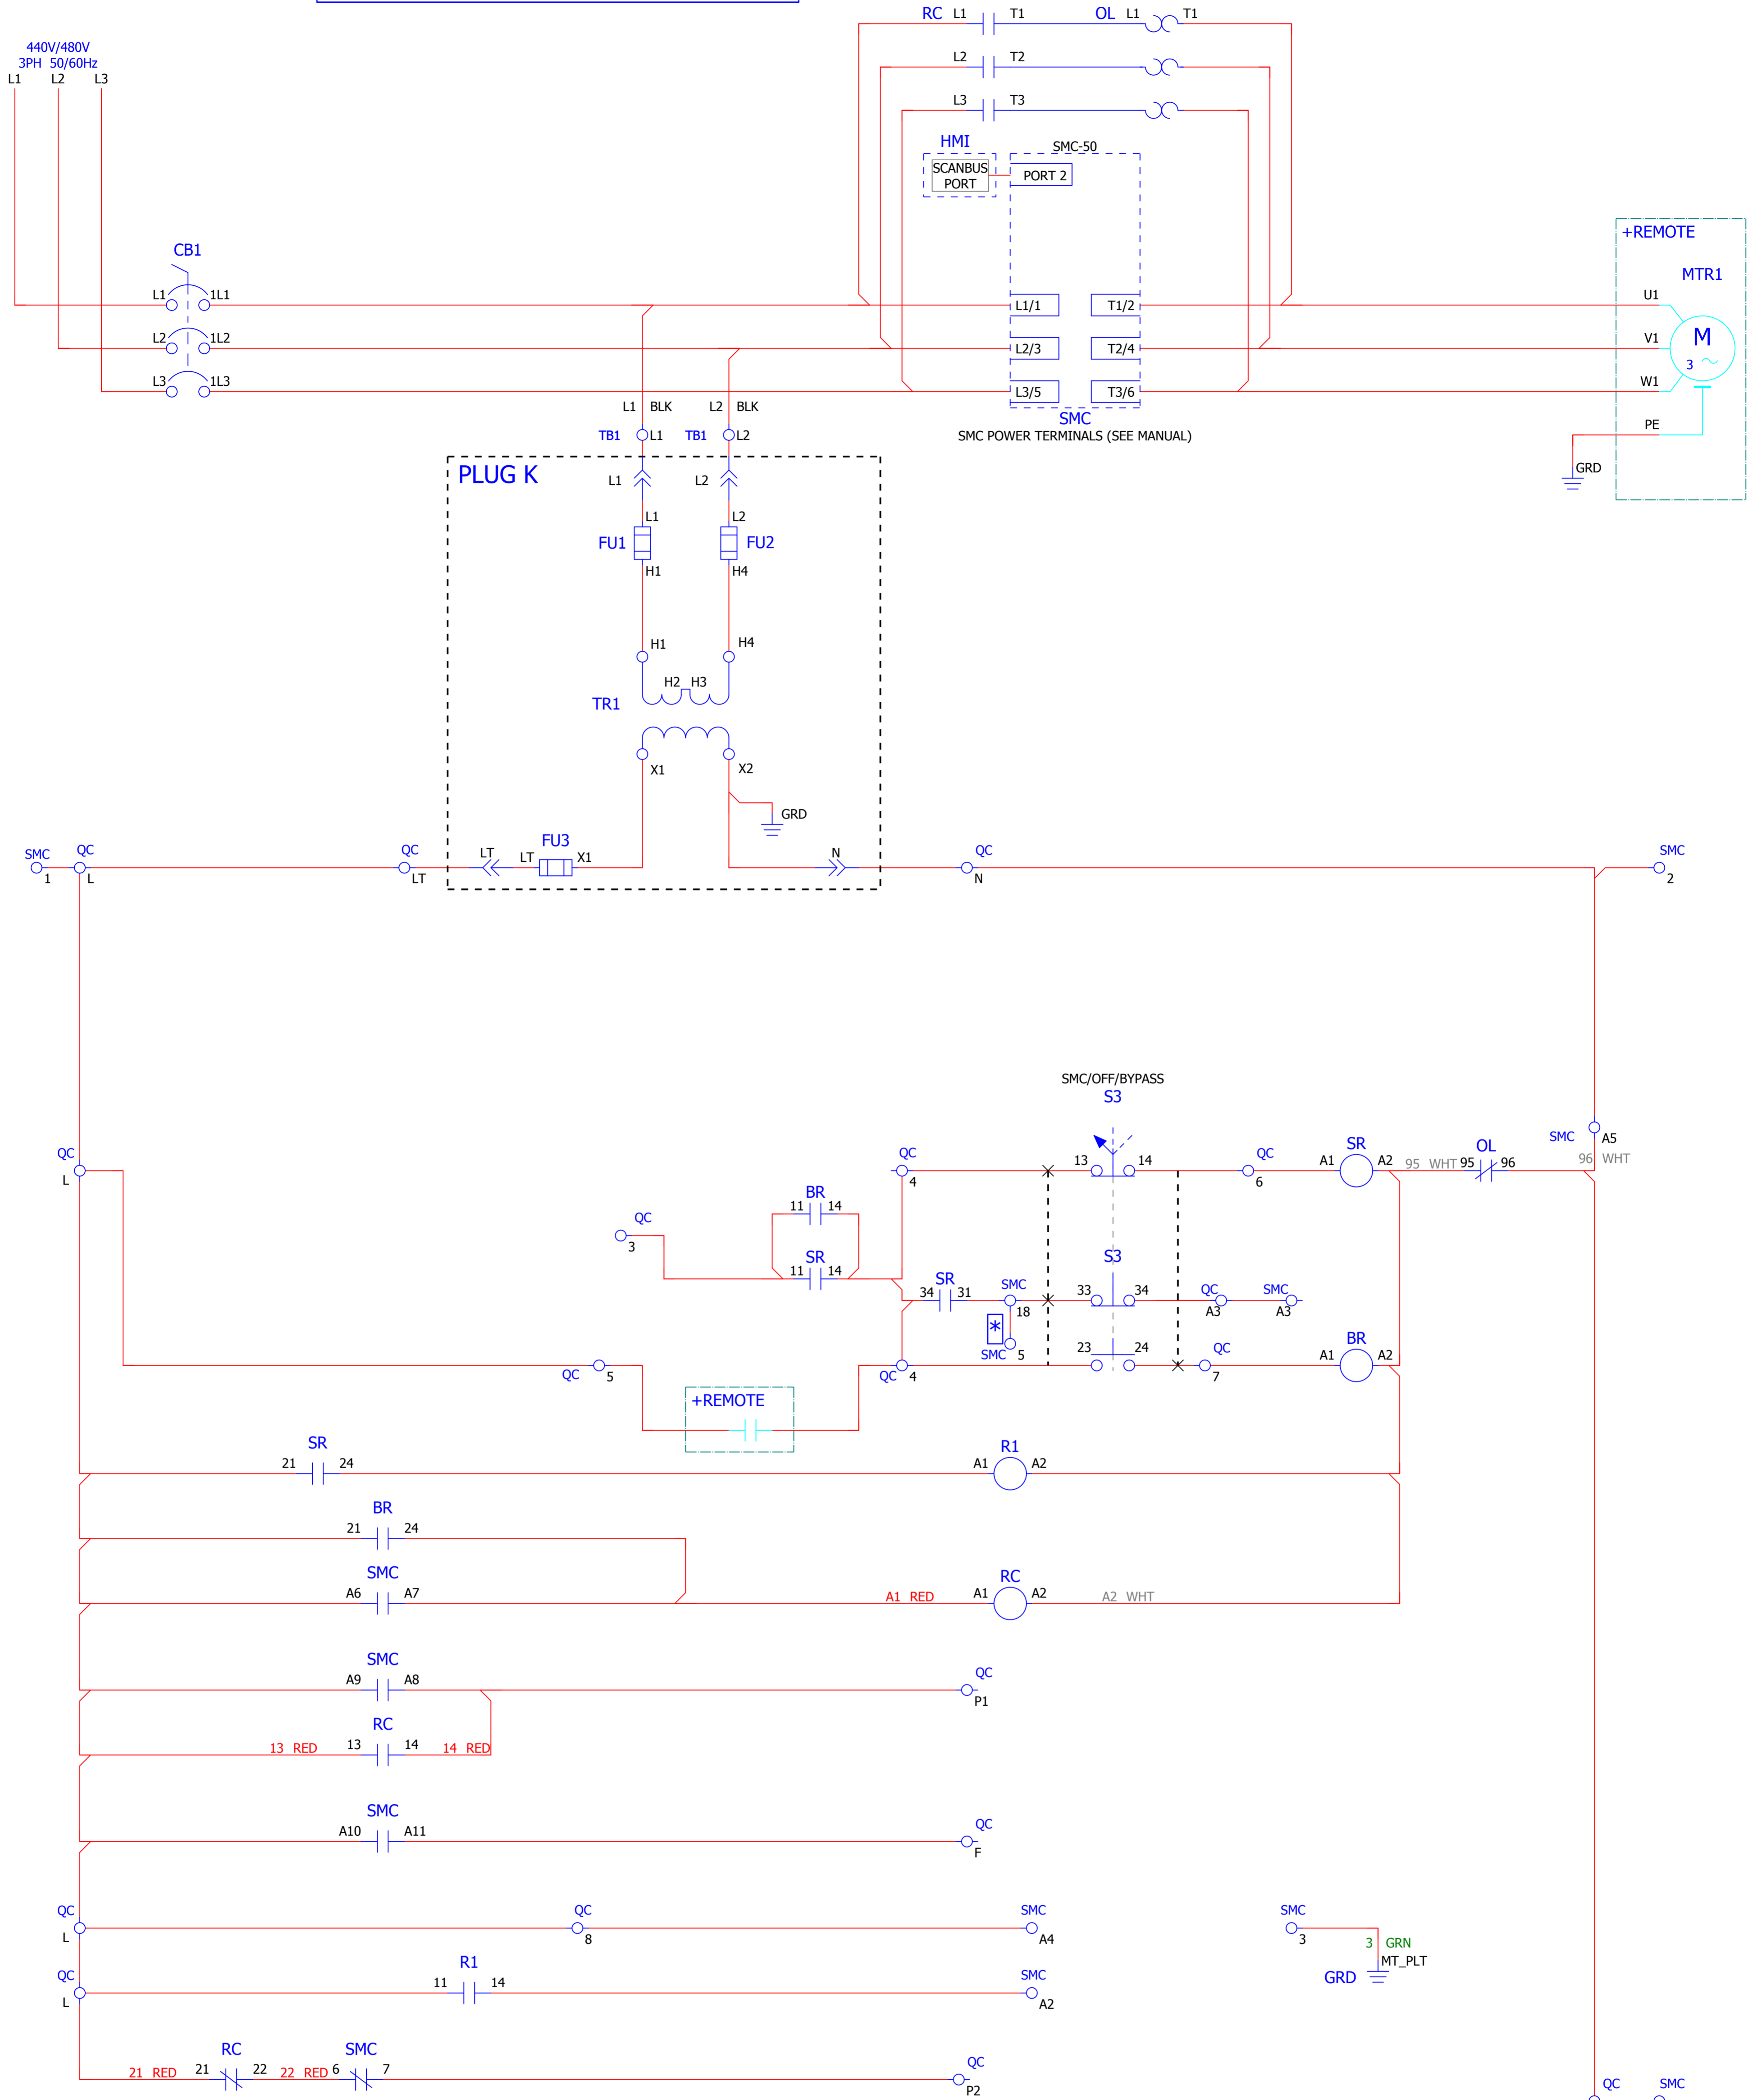 RC L1 T1 OL L1 T1
440V/480V
3PH 50/60Hz
L1 L2 L3
L2 T2
L3 T3
HMI
SMC-50
SCANBUS
PORT
PORT 2
+REMOTE
MTR1
CB1
L1 1L1
L1/1 T1/2
U1
L2 1L2
L2/3 T2/4
V1
M
3
L3 1L3
L3/5 T3/6
W1
L1 BLK L2 BLK
SMC
SMC POWER TERMINALS (SEE MANUAL)
PE
GRD
TB1 L1 TB1 L2
PLUG K
L1 L2
L1 L2
FU1 FU2
H1 H4
H1 H4
H2 H3
TR1
X1 X2
GRD
SMC QC QC FU3 QC SMC
LT LT X1 N
1 L LT N 2
SMC/OFF/BYPASS
S3
SMC A5
QC QC 13 14 QC SR OL
A1 A2 95 WHT 95 96 96 WHT
L 4 6
BR
11 14
QC
3
SR
11 14
S3
SR
34 31 SMC 33 34 QC SMC
18 A3 A3
*
SMC 5
23 24 QC BR
A1 A2
QC 5 QC 4 7
+REMOTE
SR R1
21 24 A1 A2
BR
21 24
SMC RC
A6 A7 A1 RED A1 A2 A2 WHT
SMC
A9 A8 QC
P1
RC
13 RED 13 14 14 RED
SMC
A10 A11 QC
F
QC QC SMC SMC
L 8 A4 3
3 GRN
MT_PLT
GRD
QC R1 SMC
11 14
L A2
RC SMC
21 RED 21 22 22 RED 6 7 QC
P2
QC SMC